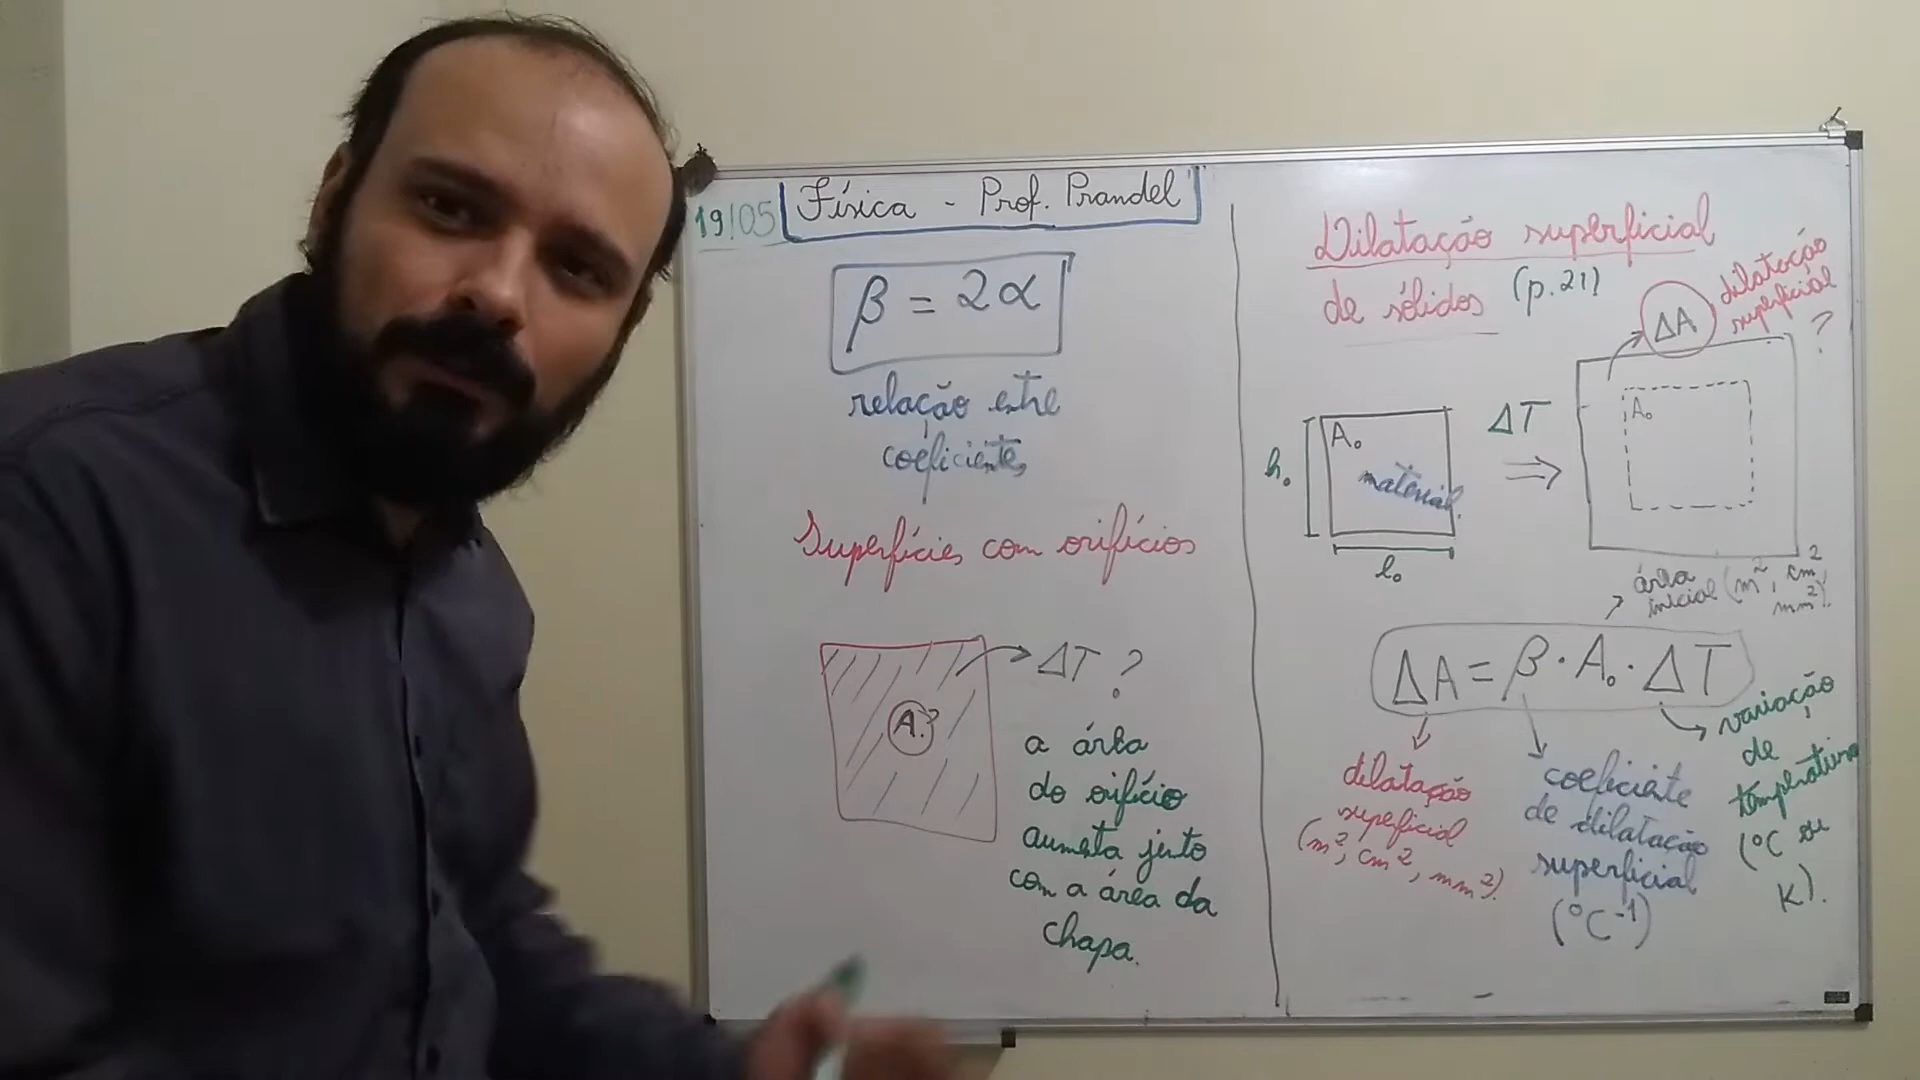 19/05
Física - Prof. Prandel
β = 2α
relação entre
coeficientes
Superfícies com orifícios
A?
ΔT ?
a área
do orifício
aumenta junto
com a área da
chapa.
Dilatação superficial
de sólidos (p.21)
ΔA
dilatação
superficial
?
A₀
material
h₀
l₀
ΔT
⇒
A₀
área
inicial (m², cm²,
mm²).
ΔA = β · A₀ · ΔT
dilatação
superficial
(m², cm², mm²).
coeficiente
de dilatação
superficial
(°C⁻¹)
variação
de
temperatura
(°C ou
K).